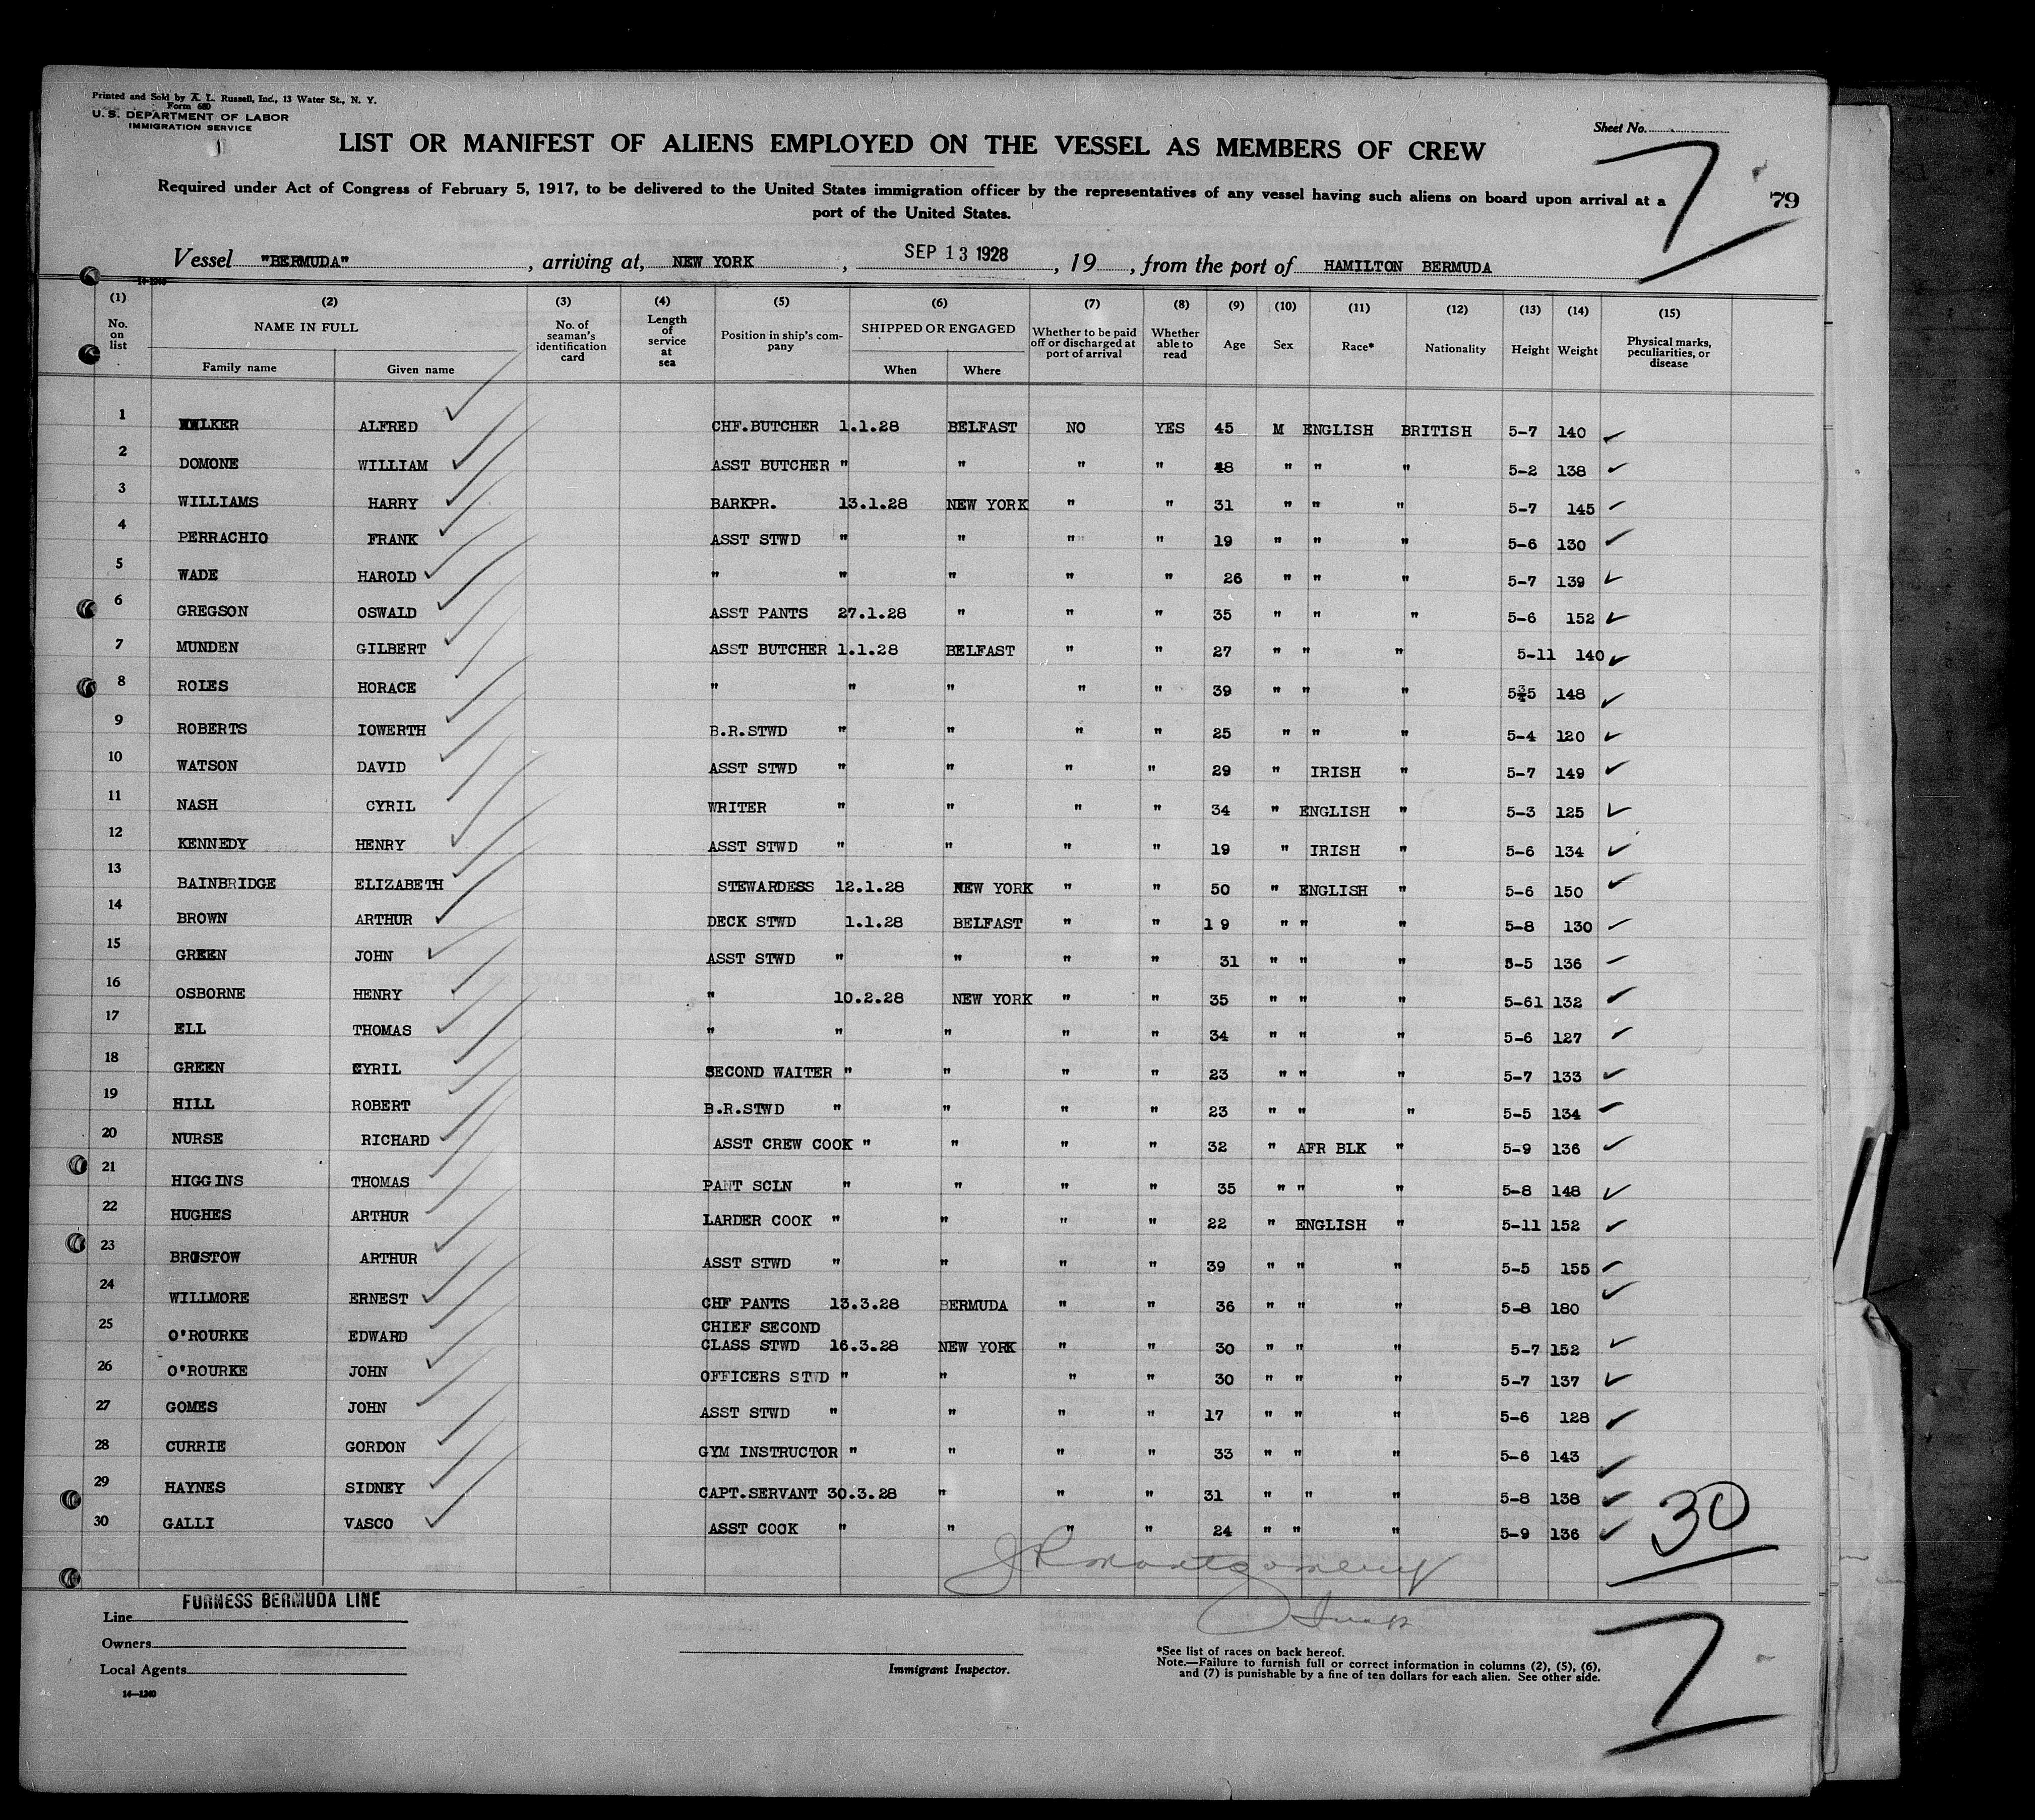 Printed and Sold by A. L. Russell, Inc., 13 Water St., N. Y.
Form 680
U. S. DEPARTMENT OF LABOR
IMMIGRATION SERVICE
Sheet No.
LIST OR MANIFEST OF ALIENS EMPLOYED ON THE VESSEL AS MEMBERS OF CREW
7
Required under Act of Congress of February 5, 1917, to be delivered to the United States immigration officer by the representatives of any vessel having such aliens on board upon arrival at a
port of the United States.
79
Vessel "BERMUDA", arriving at, NEW YORK, SEP 13 1928, 19, from the port of HAMILTON BERMUDA
14-1240
(1) (2) (3) (4) (5) (6) (7) (8) (9) (10) (11) (12) (13) (14) (15)
No. on list NAME IN FULL No. of seaman's identification card Length of service at sea Position in ship's company SHIPPED OR ENGAGED Whether to be paid off or discharged at port of arrival Whether able to read Age Sex Race* Nationality Height Weight Physical marks, peculiarities, or disease
Family name Given name When Where
1 WALKER ALFRED CHF.BUTCHER 1.1.28 BELFAST NO YES 45 M ENGLISH BRITISH 5-7 140
2 DOMONE WILLIAM ASST BUTCHER " " " " 48 " " " 5-2 138
3 WILLIAMS HARRY BARKPR. 13.1.28 NEW YORK " " 31 " " " 5-7 145
4 PERRACHIO FRANK ASST STWD " " " " 19 " " " 5-6 130
5 WADE HAROLD " " " " " 26 " " " 5-7 139
6 GREGSON OSWALD ASST PANTS 27.1.28 " " " 35 " " " 5-6 152
7 MUNDEN GILBERT ASST BUTCHER 1.1.28 BELFAST " " 27 " " " 5-11 140
8 ROLES HORACE " " " " " 39 " " " 5¾5 148
9 ROBERTS IOWERTH B.R.STWD " " " " 25 " " " 5-4 120
10 WATSON DAVID ASST STWD " " " " 29 " IRISH " 5-7 149
11 NASH CYRIL WRITER " " " " 34 " ENGLISH " 5-3 125
12 KENNEDY HENRY ASST STWD " " " " 19 " IRISH " 5-6 134
13 BAINBRIDGE ELIZABETH STEWARDESS 12.1.28 NEW YORK " " 50 " ENGLISH " 5-6 150
14 BROWN ARTHUR DECK STWD 1.1.28 BELFAST " " 19 " " " 5-8 130
15 GREEN JOHN ASST STWD " " " " 31 " " " 5-5 136
16 OSBORNE HENRY " 10.2.28 NEW YORK " " 35 " " " 5-61 132
17 ELL THOMAS " " " " " 34 " " " 5-6 127
18 GREEN CYRIL SECOND WAITER " " " " 23 " " " 5-7 133
19 HILL ROBERT B.R.STWD " " " " 23 " " " 5-5 134
20 NURSE RICHARD ASST CREW COOK " " " " 32 " AFR BLK " 5-9 136
21 HIGGINS THOMAS PANT SCLN " " " " 35 " " " 5-8 148
22 HUGHES ARTHUR LARDER COOK " " " " 22 " ENGLISH " 5-11 152
23 BRISTOW ARTHUR ASST STWD " " " " 39 " " " 5-5 155
24 WILLMORE ERNEST CHF PANTS 13.3.28 BERMUDA " " 36 " " " 5-8 180
25 O'ROURKE EDWARD CHIEF SECOND
CLASS STWD 16.3.28 NEW YORK " " 30 " " " 5-7 152
26 O'ROURKE JOHN OFFICERS STWD " " " " 30 " " " 5-7 137
27 GOMES JOHN ASST STWD " " " " 17 " " " 5-6 128
28 CURRIE GORDON GYM INSTRUCTOR " " " " 33 " " " 5-6 143
29 HAYNES SIDNEY CAPT.SERVANT 30.3.28 " " " 31 " " " 5-8 138
30 GALLI VASCO ASST COOK " " " " 24 " " " 5-9 136
30
Montgomery
Line FURNESS BERMUDA LINE
Owners
Local Agents
14-1240
Immigrant Inspector.
*See list of races on back hereof.
Note.—Failure to furnish full or correct information in columns (2), (5), (6),
and (7) is punishable by a fine of ten dollars for each alien. See other side.
7